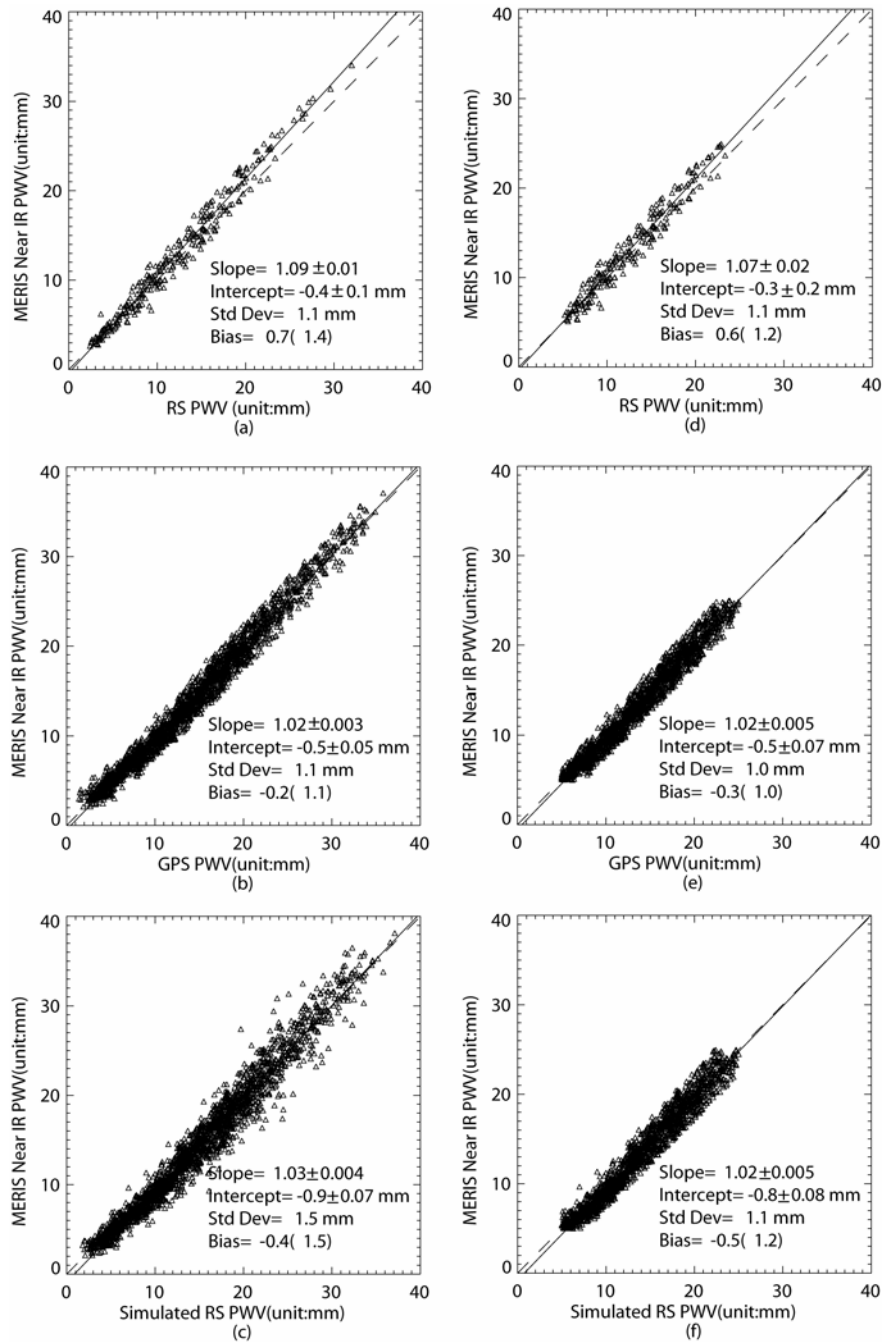 40
30
20
10
0
MERIS Near IR PWV(unit:mm)
Slope= 1.09 ±0.01
Intercept= -0.4±0.1 mm
Std Dev= 1.1 mm
Bias= 0.7( 1.4)
0 10 20 30 40
RS PWV (unit:mm)
(a)
40
30
20
10
0
MERIS Near IR PWV(unit:mm)
Slope= 1.07± 0.02
Intercept= -0.3± 0.2 mm
Std Dev= 1.1 mm
Bias= 0.6( 1.2)
0 10 20 30 40
RS PWV (unit:mm)
(d)
40
30
20
10
0
MERIS Near IR PWV(unit:mm)
Slope= 1.02±0.003
Intercept= -0.5±0.05 mm
Std Dev= 1.1 mm
Bias= -0.2( 1.1)
0 10 20 30 40
GPS PWV(unit:mm)
(b)
40
30
20
10
0
MERIS Near IR PWV(unit:mm)
Slope= 1.02±0.005
Intercept= -0.5±0.07 mm
Std Dev= 1.0 mm
Bias= -0.3( 1.0)
0 10 20 30 40
GPS PWV(unit:mm)
(e)
40
30
20
10
0
MERIS Near IR PWV(unit:mm)
Slope= 1.03±0.004
Intercept= -0.9±0.07 mm
Std Dev= 1.5 mm
Bias= -0.4( 1.5)
0 10 20 30 40
Simulated RS PWV(unit:mm)
(c)
40
30
20
10
0
MERIS Near IR PWV(unit:mm)
Slope= 1.02±0.005
Intercept= -0.8±0.08 mm
Std Dev= 1.1 mm
Bias= -0.5( 1.2)
0 10 20 30 40
Simulated RS PWV(unit:mm)
(f)